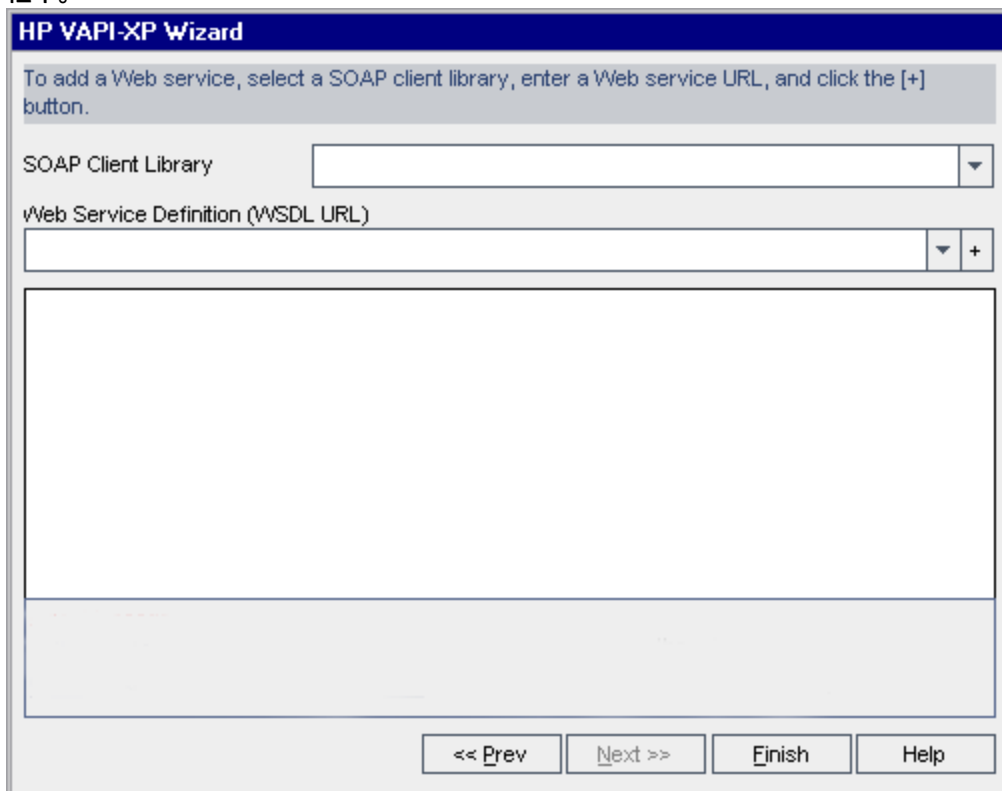 HP VAPI-XP Wizard
To add a Web service, select a SOAP client library, enter a Web service URL, and click the [+]
button.
SOAP Client Library
Web Service Definition (WSDL URL)
+
<< Prev Next >> Finish Help